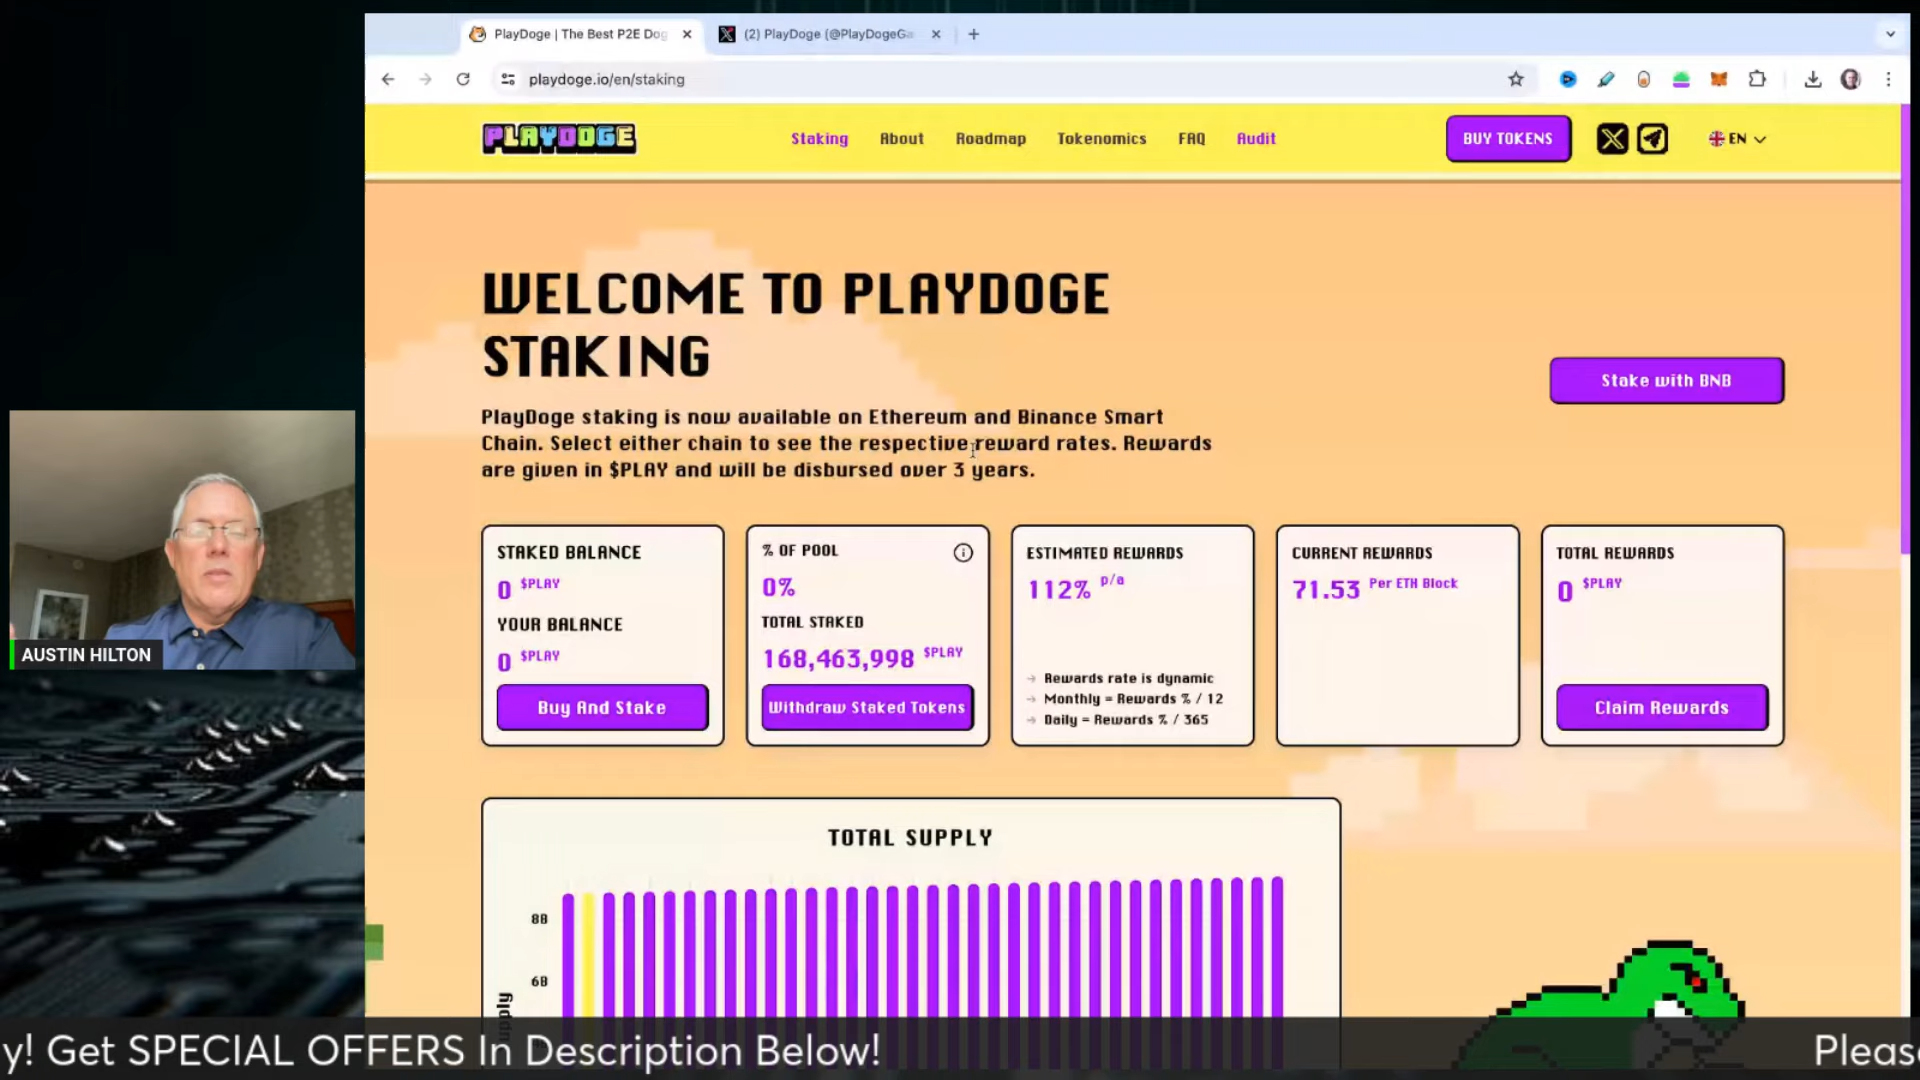 PlayDoge | The Best P2E Dog
(2) PlayDoge (@PlayDogeGa
playdoge.io/en/staking
PLAYDOGE
Staking
About
Roadmap
Tokenomics
FAQ
Audit
BUY TOKENS
EN
WELCOME TO PLAYDOGE
STAKING
PlayDoge staking is now available on Ethereum and Binance Smart
Chain. Select either chain to see the respective reward rates. Rewards
are given in $PLAY and will be disbursed over 3 years.
Stake with BNB
STAKED BALANCE
0 $PLAY
YOUR BALANCE
0 $PLAY
Buy And Stake
% OF POOL
0%
TOTAL STAKED
168,463,998 $PLAY
Withdraw Staked Tokens
ESTIMATED REWARDS
112% p/a
→ Rewards rate is dynamic
→ Monthly = Rewards % / 12
→ Daily = Rewards % / 365
CURRENT REWARDS
71.53 Per ETH Block
TOTAL REWARDS
0 $PLAY
Claim Rewards
AUSTIN HILTON
TOTAL SUPPLY
8B
6B
y! Get SPECIAL OFFERS In Description Below!
Pleas